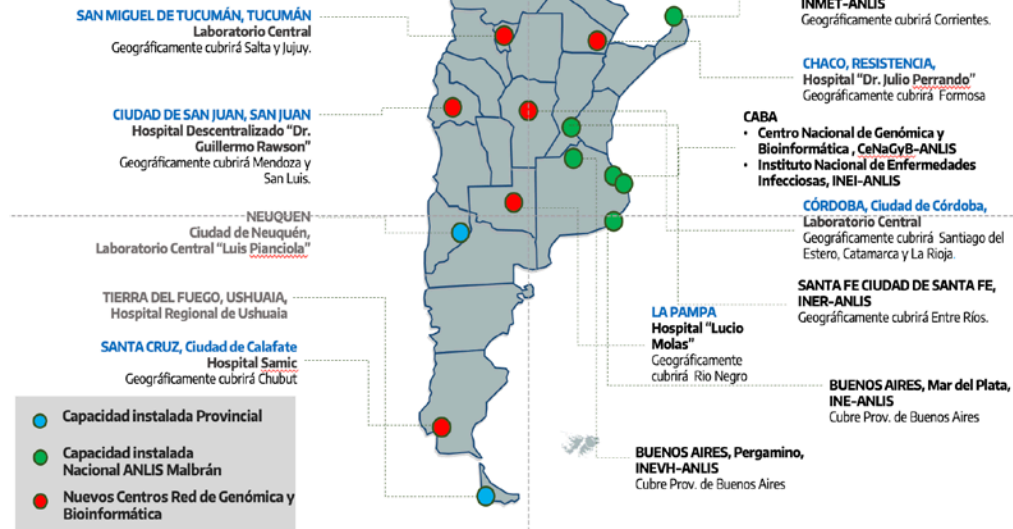 SAN MIGUEL DE TUCUMÁN, TUCUMÁN
Laboratorio Central
Geográficamente cubrirá Salta y Jujuy.
CIUDAD DE SAN JUAN, SAN JUAN
Hospital Descentralizado "Dr.
Guillermo Rawson"
Geográficamente cubrirá Mendoza y
San Luis.
NEUQUEN
Ciudad de Neuquén,
Laboratorio Central "Luis Pianciola"
TIERRA DEL FUEGO, USHUAIA,
Hospital Regional de Ushuaia
SANTA CRUZ, Ciudad de Calafate
Hospital Samic
Geográficamente cubrirá Chubut
Capacidad instalada Provincial
Capacidad instalada
Nacional ANLIS Malbrán
Nuevos Centros Red de Genómica y
Bioinformática
INMET-ANLIS
Geográficamente cubrirá Corrientes.
CHACO, RESISTENCIA,
Hospital "Dr. Julio Perrando"
Geográficamente cubrirá Formosa
CABA
• Centro Nacional de Genómica y
Bioinformática , CeNaGyB-ANLIS
• Instituto Nacional de Enfermedades
Infecciosas, INEI-ANLIS
CÓRDOBA, Ciudad de Córdoba,
Laboratorio Central
Geográficamente cubrirá Santiago del
Estero, Catamarca y La Rioja.
SANTA FE CIUDAD DE SANTA FE,
INER-ANLIS
Geográficamente cubrirá Entre Ríos.
LA PAMPA
Hospital "Lucio
Molas"
Geográficamente
cubrirá Rio Negro
BUENOS AIRES, Mar del Plata,
INE-ANLIS
Cubre Prov. de Buenos Aires
BUENOS AIRES, Pergamino,
INEVH-ANLIS
Cubre Prov. de Buenos Aires